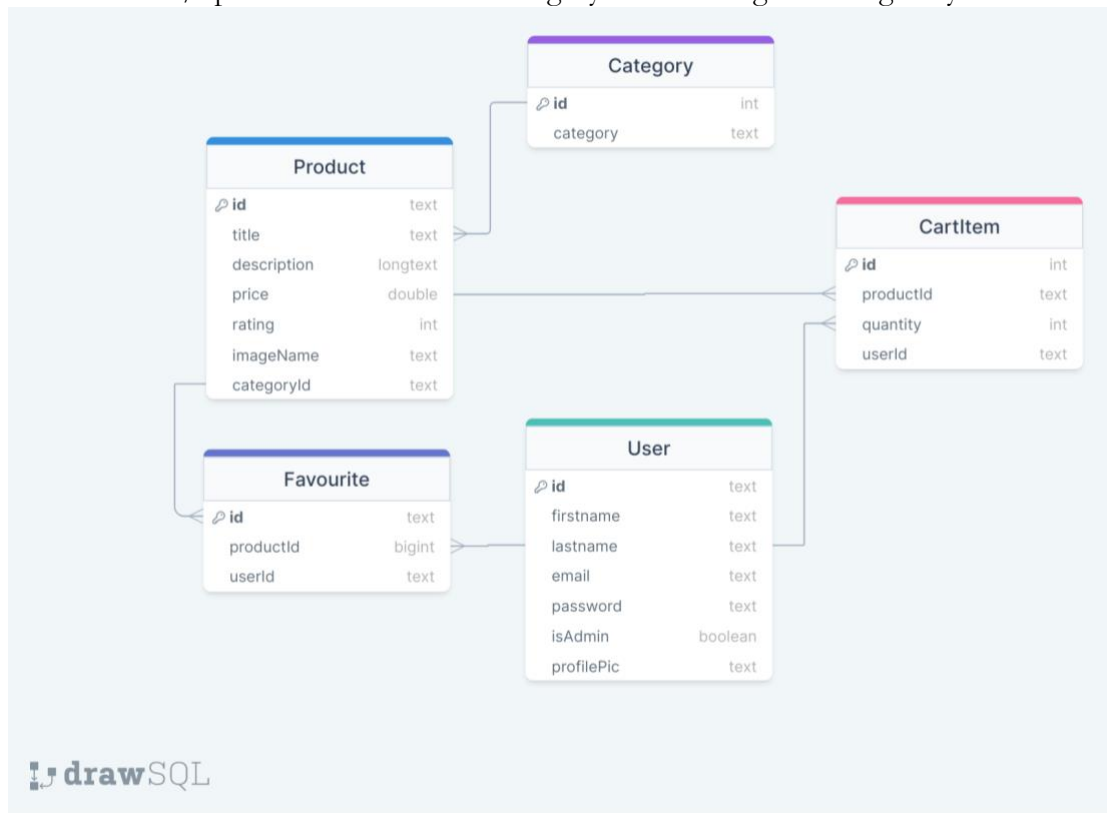 Category
id int
category text
Product
id text
title text
description longtext
price double
rating int
imageName text
categoryId text
CartItem
id int
productId text
quantity int
userId text
Favourite
id text
productId bigint
userId text
User
id text
firstname text
lastname text
email text
password text
isAdmin boolean
profilePic text
drawSQL